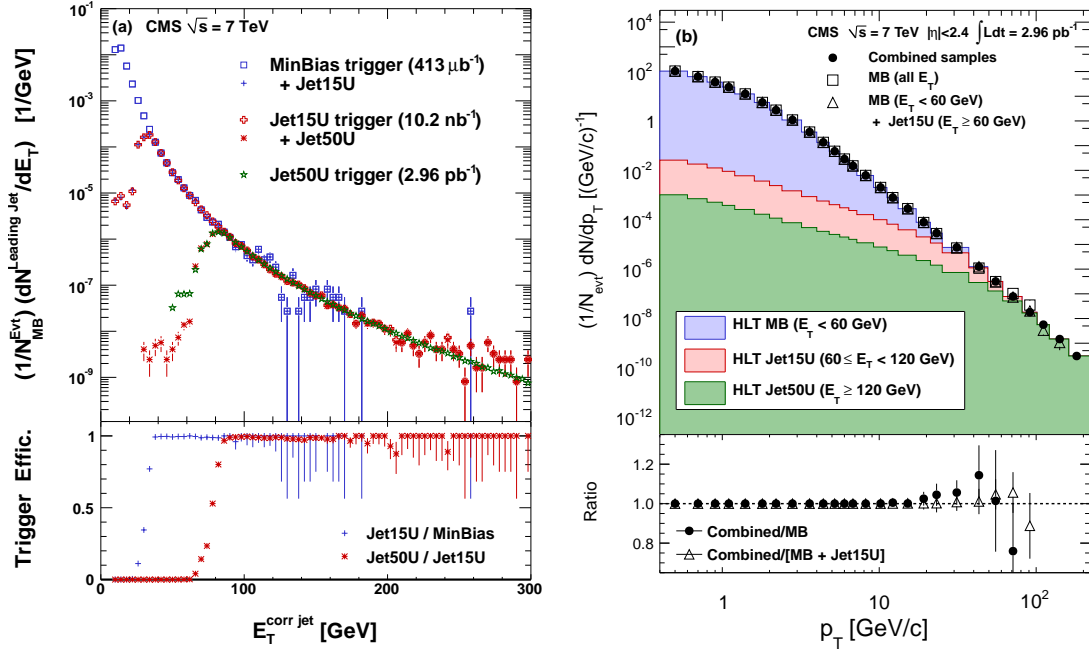 (a) CMS √s = 7 TeV
MinBias trigger (413 μb⁻¹)
+ Jet15U
Jet15U trigger (10.2 nb⁻¹)
+ Jet50U
Jet50U trigger (2.96 pb⁻¹)
(1/N_MB^Evt) (dN^Leading Jet/dE_T) [1/GeV]
10⁻¹
10⁻³
10⁻⁵
10⁻⁷
10⁻⁹
Trigger Effic.
1
0.5
0
Jet15U / MinBias
Jet50U / Jet15U
0 100 200 300
E_T^corr jet [GeV]
(b) CMS √s = 7 TeV |η|<2.4 ∫Ldt = 2.96 pb⁻¹
Combined samples
MB (all E_T)
MB (E_T < 60 GeV)
+ Jet15U (E_T ≥ 60 GeV)
(1/N_evt) dN/dp_T [(GeV/c)⁻¹]
10⁴
10²
1
10⁻²
10⁻⁴
10⁻⁶
10⁻⁸
10⁻¹⁰
10⁻¹²
HLT MB (E_T < 60 GeV)
HLT Jet15U (60 ≤ E_T < 120 GeV)
HLT Jet50U (E_T ≥ 120 GeV)
Ratio
1.2
1.0
0.8
Combined/MB
Combined/[MB + Jet15U]
1 10 10²
p_T [GeV/c]